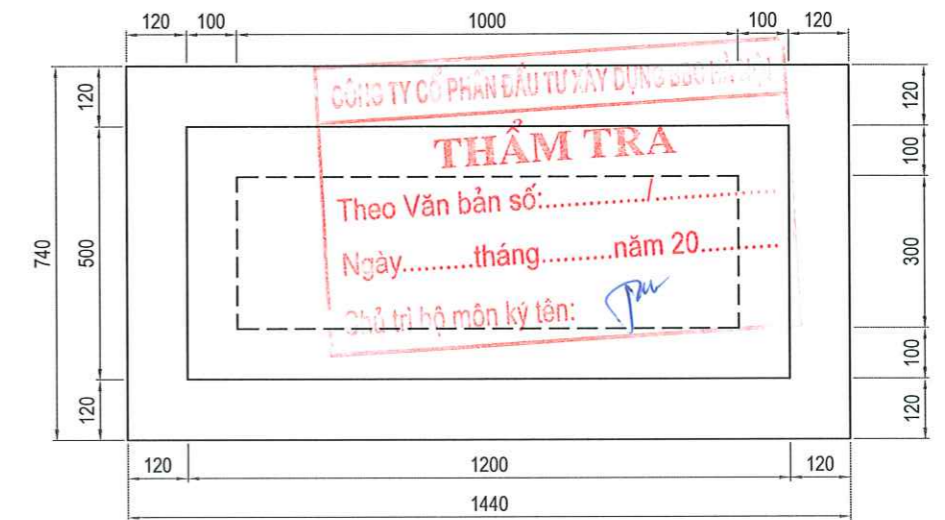 120 100 1000 100 120
CÔNG TY CỔ PHẦN ĐẦU TƯ XÂY DỰNG
THẨM TRA
Theo Văn bản số:............../................
Ngày..........tháng..........năm 20...........
Chủ trì bộ môn ký tên:
740
120
500
120
120
100
300
100
120
120 1200 120
1440